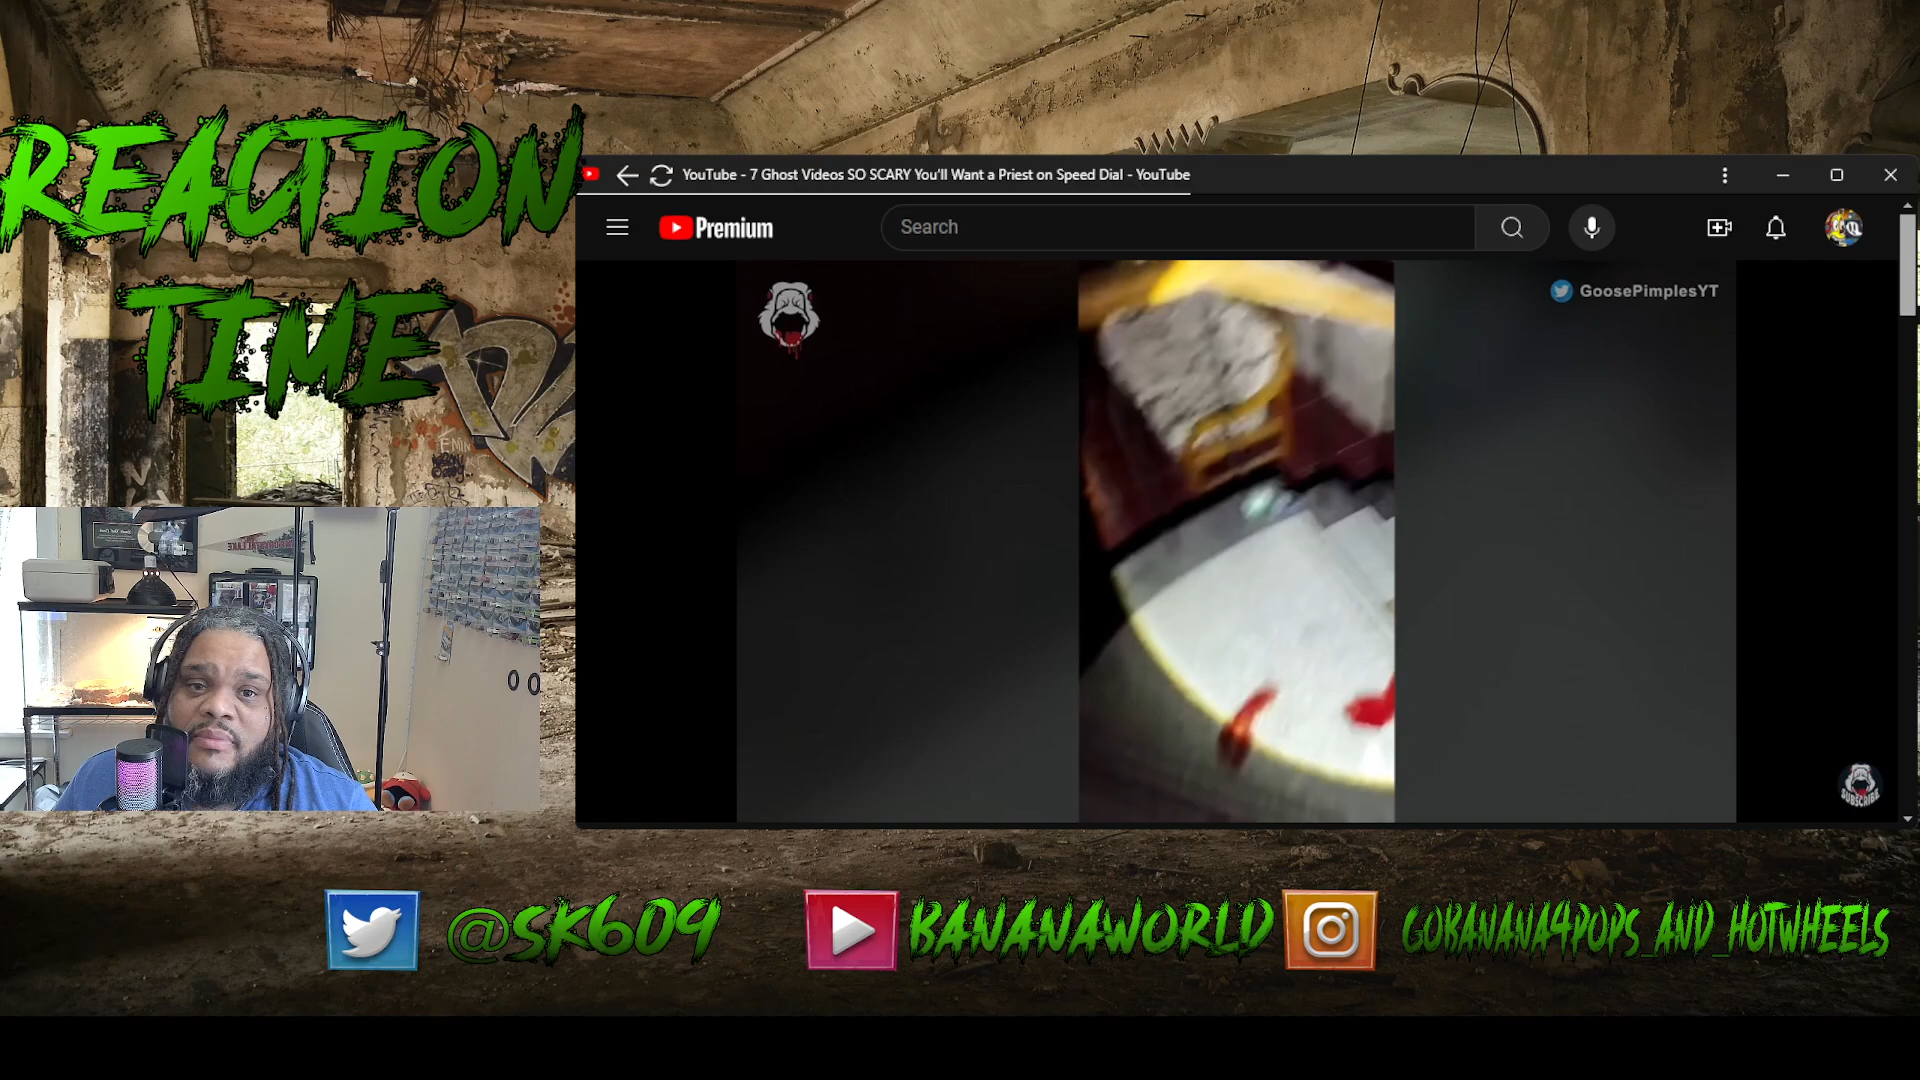 REACTION
TIME
YouTube - 7 Ghost Videos SO SCARY You'll Want a Priest on Speed Dial - YouTube
Premium
Search
GoosePimplesYT
SUBSCRIBE
@SK609
BANANAWORLD
GOBANANA4POPS_AND_HOTWHEELS